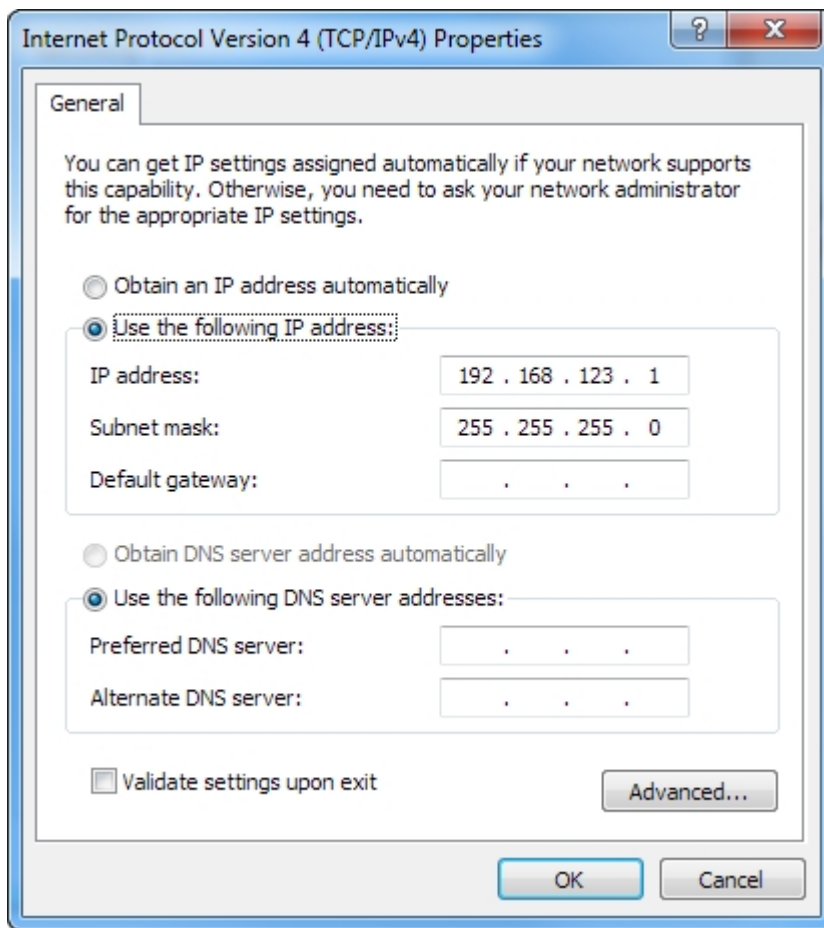 Internet Protocol Version 4 (TCP/IPv4) Properties
?
X
General
You can get IP settings assigned automatically if your network supports
this capability. Otherwise, you need to ask your network administrator
for the appropriate IP settings.
Obtain an IP address automatically
Use the following IP address:
IP address: 192 . 168 . 123 . 1
Subnet mask: 255 . 255 . 255 . 0
Default gateway: . . .
Obtain DNS server address automatically
Use the following DNS server addresses:
Preferred DNS server: . . .
Alternate DNS server: . . .
Validate settings upon exit
Advanced...
OK Cancel